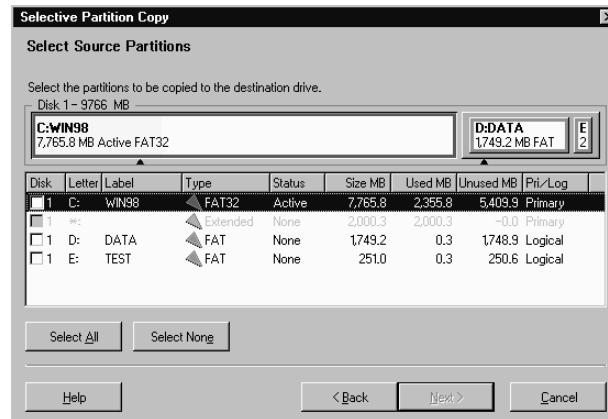 Selective Partition Copy
Select Source Partitions
Select the partitions to be copied to the destination drive.
Disk 1 - 9766 MB
C:WIN98
7,765.8 MB Active FAT32
D:DATA
1,749.2 MB FAT
E
2
Disk Letter Label Type Status Size MB Used MB Unused MB Pri/Log
1 C: WIN98 FAT32 Active 7,765.8 2,355.8 5,409.9 Primary
1 *: Extended None 2,000.3 2,000.3 -0.0 Primary
1 D: DATA FAT None 1,749.2 0.3 1,748.9 Logical
1 E: TEST FAT None 251.0 0.3 250.6 Logical
Select All Select None
Help < Back Next > Cancel